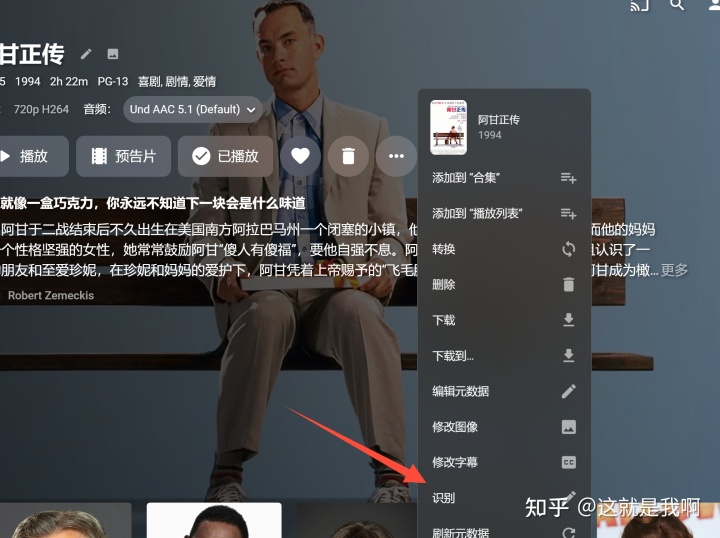 甘正传
5 1994 2h 22m PG-13 喜剧, 剧情, 爱情
720p H264 音频: Und AAC 5.1 (Default)
播放 预告片 已播放
就像一盒巧克力，你永远不知道下一块会是什么味道
阿甘于二战结束后不久出生在美国南方阿拉巴马州一个闭塞的小镇，他
而他的妈妈
个性格坚强的女性，她常常鼓励阿甘“傻人有傻福”，要他自强不息。阿
认识了一
朋友和至爱珍妮，在珍妮和妈妈的爱护下，阿甘凭着上帝赐予的“飞毛
阿甘成为橄... 更多
Robert Zemeckis
阿甘正传
1994
添加到 “合集”
添加到 “播放列表”
转换
删除
下载
下载到...
编辑元数据
修改图像
修改字幕
CC
识别
刷新元数据
知乎 @这就是我啊